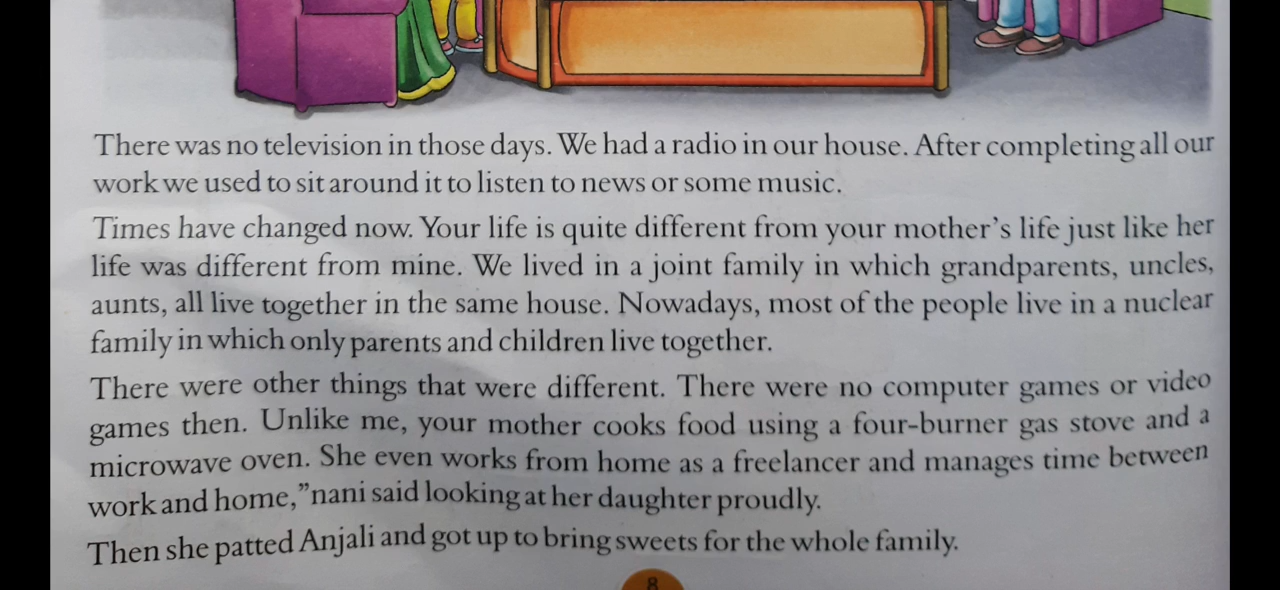 There was no television in those days. We had a radio in our house. After completing all our
work we used to sit around it to listen to news or some music.
Times have changed now. Your life is quite different from your mother's life just like her
life was different from mine. We lived in a joint family in which grandparents, uncles,
aunts, all live together in the same house. Nowadays, most of the people live in a nuclear
family in which only parents and children live together.
There were other things that were different. There were no computer games or video
games then. Unlike me, your mother cooks food using a four-burner gas stove and a
microwave oven. She even works from home as a freelancer and manages time between
work and home,” nani said looking at her daughter proudly.
Then she patted Anjali and got up to bring sweets for the whole family.
8